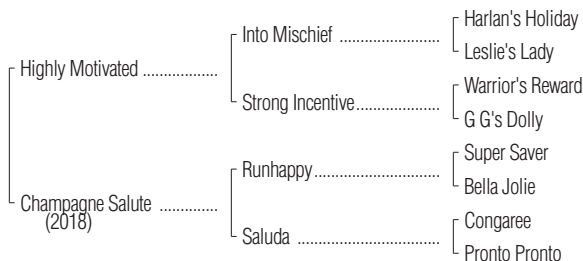 Harlan's Holiday
Into Mischief ....................
Leslie's Lady
Highly Motivated ...............
Warrior's Reward
Strong Incentive ................
G G's Dolly
Super Saver
Runhappy .........................
Bella Jolie
Champagne Salute ............
(2018)
Congaree
Saluda .............................
Pronto Pronto